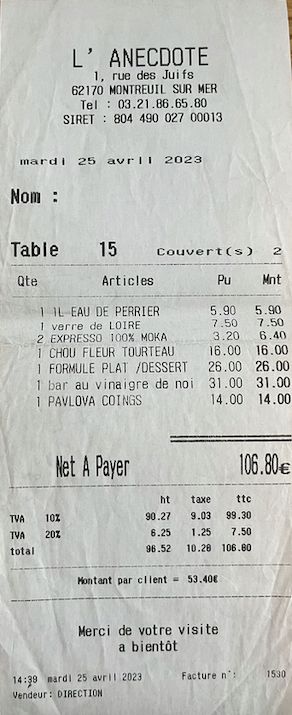 L' ANECDOTE
1, rue des Juifs
62170 MONTREUIL SUR MER
Tel : 03.21.86.65.80
SIRET : 804 490 027 00013
mardi 25 avril 2023
Nom :
Table 15 Couvert(s) 2
Qte Articles Pu Mnt
1 1L EAU DE PERRIER 5.90 5.90
1 verre de LOIRE 7.50 7.50
2 EXPRESSO 100% MOKA 3.20 6.40
1 CHOU FLEUR TOURTEAU 16.00 16.00
1 FORMULE PLAT /DESSERT 26.00 26.00
1 bar au vinaigre de noi 31.00 31.00
1 PAVLOVA COINGS 14.00 14.00
Net A Payer 106.80€
ht taxe ttc
TVA 10% 90.27 9.03 99.30
TVA 20% 6.25 1.25 7.50
total 96.52 10.28 106.80
Montant par client = 53.40€
Merci de votre visite
a bientôt
14:39 mardi 25 avril 2023 Facture n°: 1530
Vendeur: DIRECTION